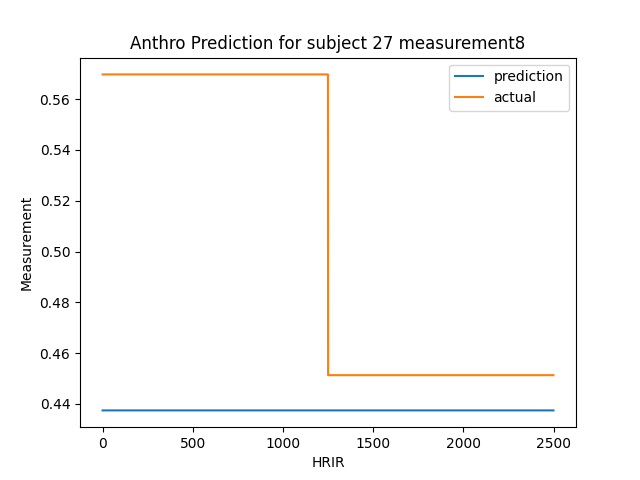 Anthro Prediction for subject 27 measurement8
prediction
actual
0.56
0.54
0.52
0.50
0.48
0.46
0.44
Measurement
0
500
1000
1500
2000
2500
HRIR